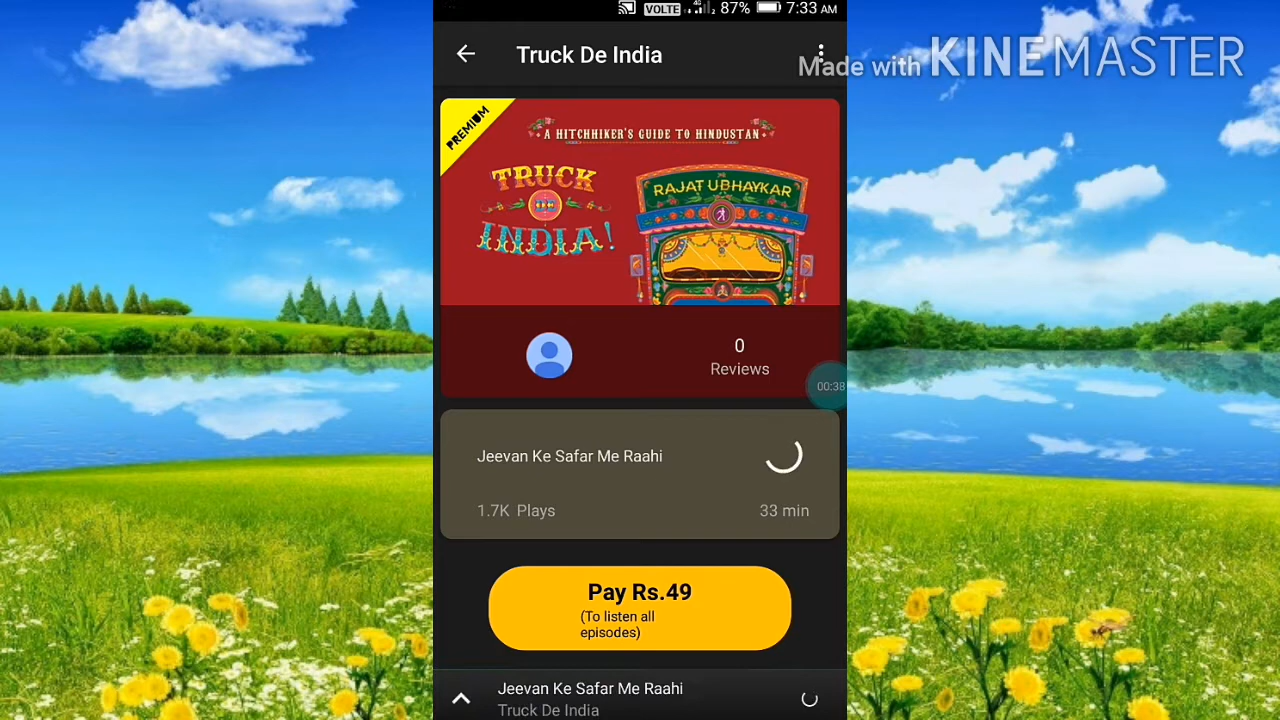 VOLTE 4G 2 87% 7:33 AM
Truck De India
Made with KINEMASTER
PREMIUM
A HITCHHIKER'S GUIDE TO HINDUSTAN
TRUCK
DE
INDIA!
RAJAT UBHAYKAR
0
Reviews
00:38
Jeevan Ke Safar Me Raahi
1.7K Plays
33 min
Pay Rs.49
(To listen all
episodes)
Jeevan Ke Safar Me Raahi
Truck De India